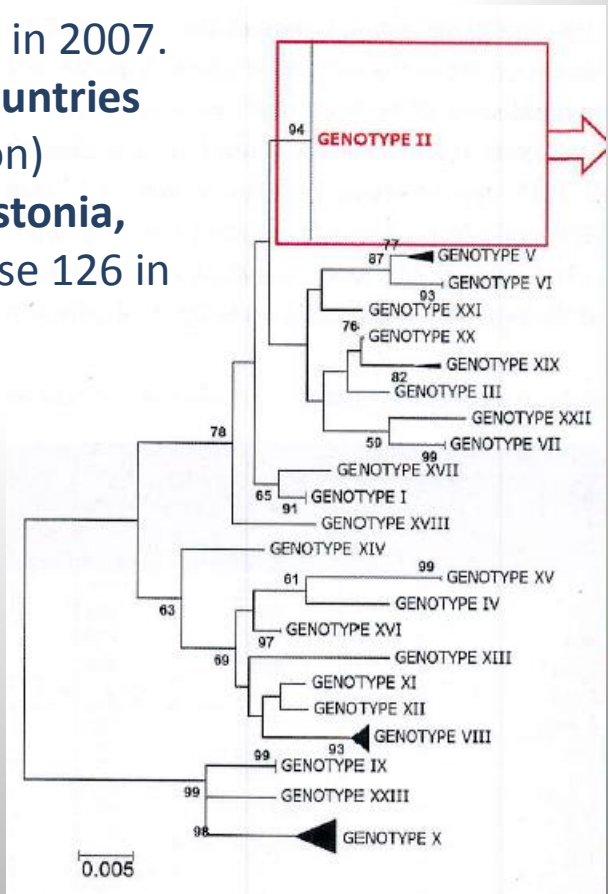 in 2007.
untries
on)
stonia,
se 126 in
94 GENOTYPE II
77
87 GENOTYPE V
GENOTYPE VI
93
GENOTYPE XXI
76 GENOTYPE XX
GENOTYPE XIX
82
GENOTYPE III
GENOTYPE XXII
59 GENOTYPE VII
99
78
GENOTYPE XVII
65 GENOTYPE I
91
GENOTYPE XVIII
GENOTYPE XIV
99
61 GENOTYPE XV
63 GENOTYPE IV
GENOTYPE XVI
97
69 GENOTYPE XIII
GENOTYPE XI
GENOTYPE XII
GENOTYPE VIII
93
99 GENOTYPE IX
99 GENOTYPE XXIII
98 GENOTYPE X
0.005